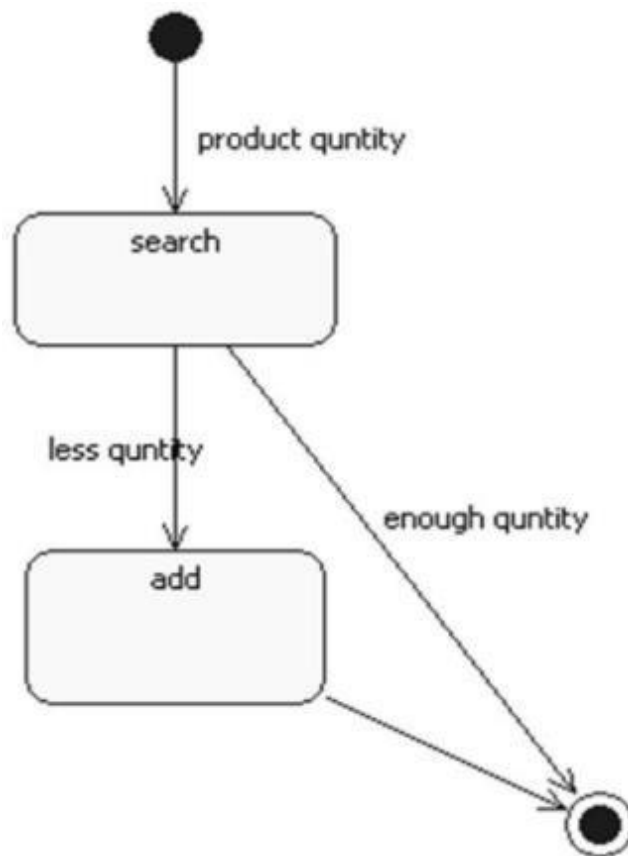 product quntity
search
less quntity
enough quntity
add